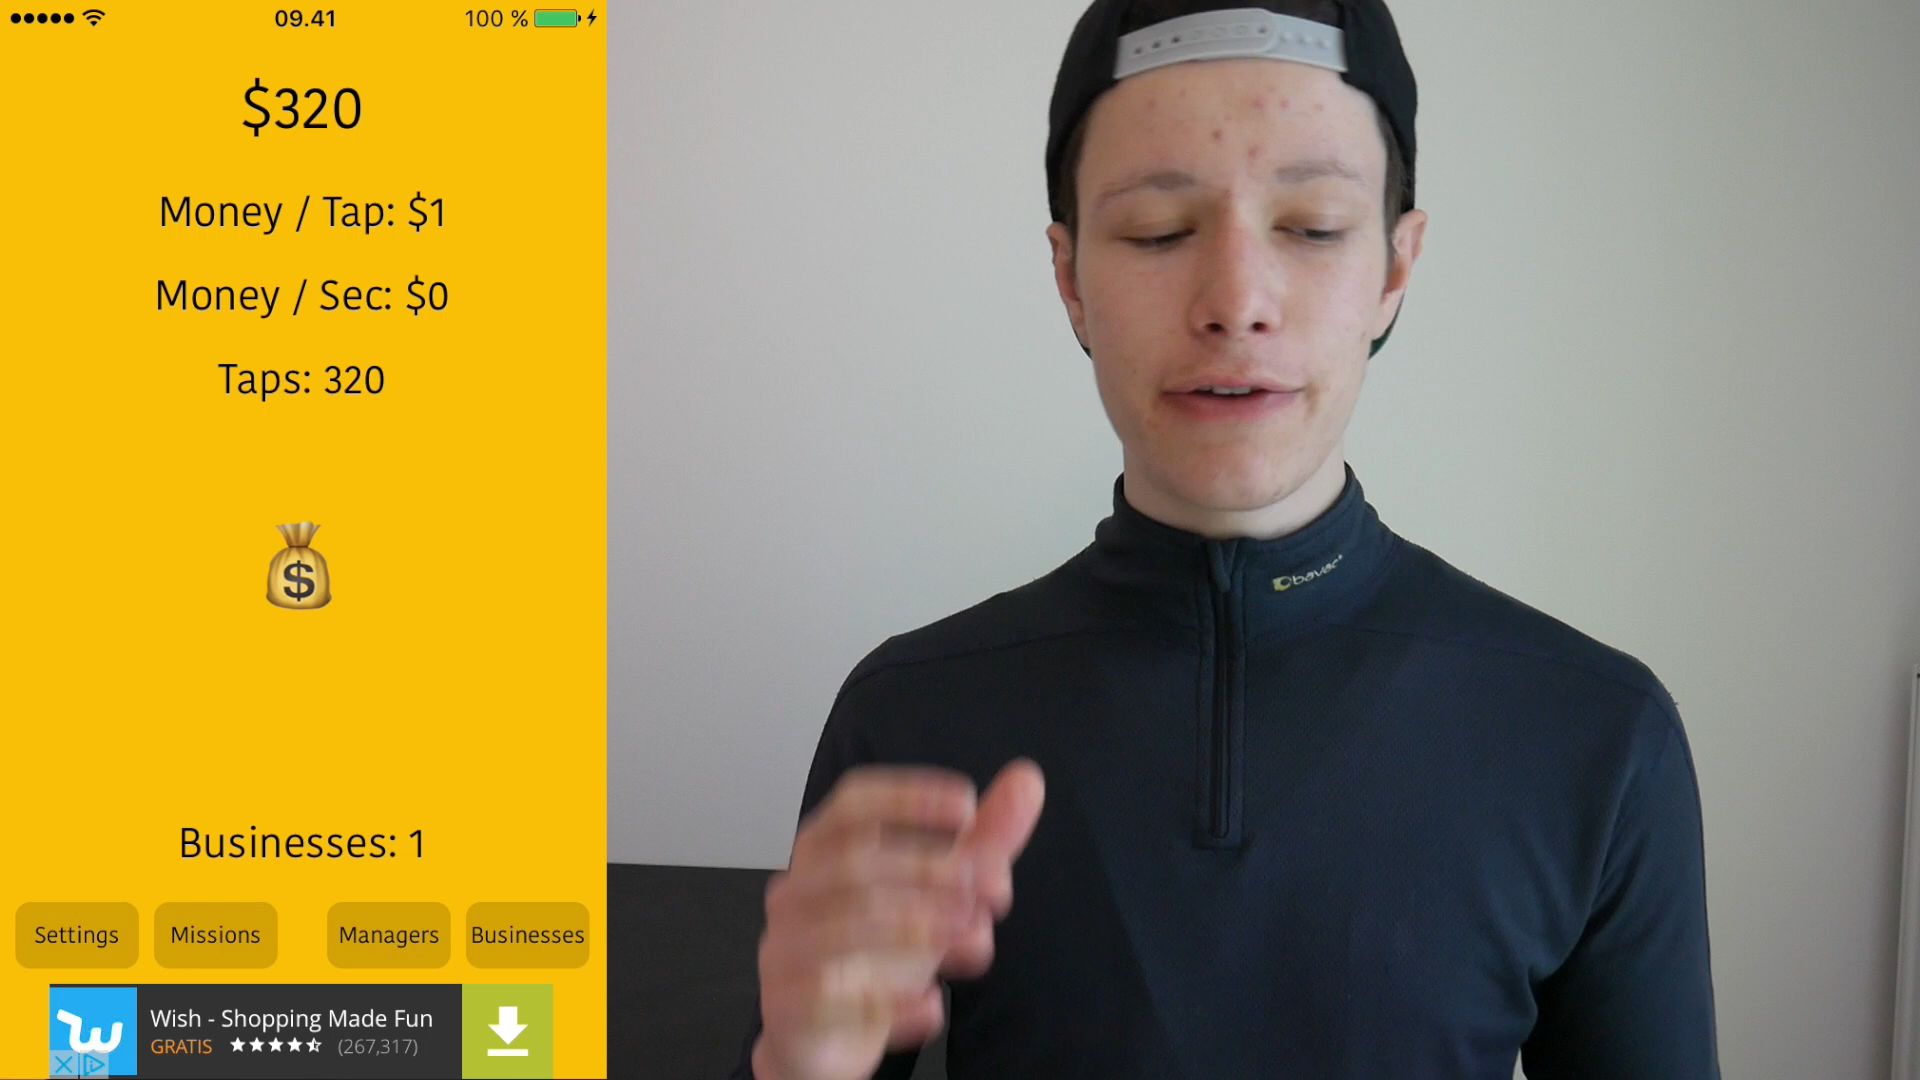 09.41
100 %
$320
Money / Tap: $1
Money / Sec: $0
Taps: 320
$
Businesses: 1
Settings
Missions
Managers
Businesses
Wish - Shopping Made Fun
GRATIS (267,317)
bavac